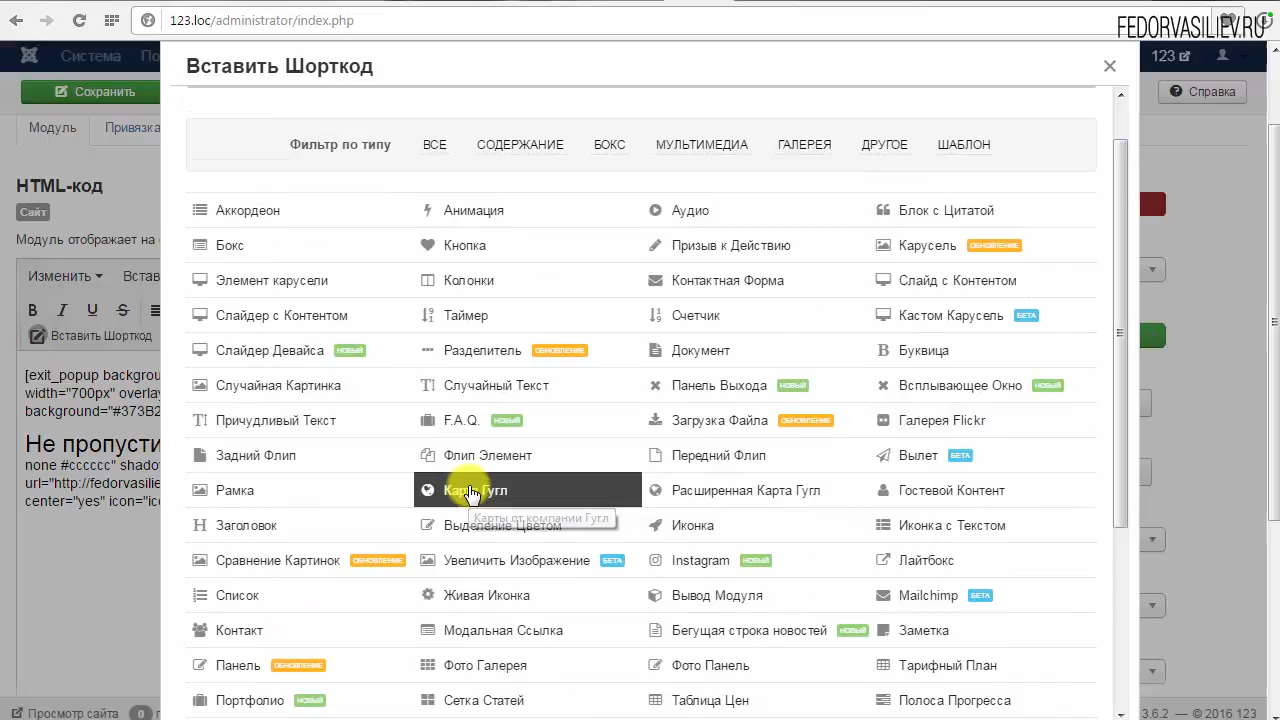 123.loc/administrator/index.php
FEDORVASILIEV.RU
Система По
123
Вставить Шорткод
Сохранить
Справка
Модуль Привязка
Фильтр по типу ВСЕ СОДЕРЖАНИЕ БОКС МУЛЬТИМЕДИА ГАЛЕРЕЯ ДРУГОЕ ШАБЛОН
HTML-код
Сайт
Модуль отображает на
Изменить Встав
B I U S
Вставить Шорткод
[exit_popup backgrou
width="700px" overlay
background="#373B2
Не пропусти
none #cccccc" shadow
url="http://fedorvasilie
center="yes" icon="ico
Аккордеон Анимация Аудио Блок с Цитатой
Бокс Кнопка Призыв к Действию Карусель ОБНОВЛЕНИЕ
Элемент карусели Колонки Контактная Форма Слайд с Контентом
Слайдер с Контентом Таймер Счетчик Кастом Карусель БЕТА
Слайдер Девайса НОВЫЙ Разделитель ОБНОВЛЕНИЕ Документ Буквица
Случайная Картинка Случайный Текст Панель Выхода НОВЫЙ Всплывающее Окно НОВЫЙ
Причудливый Текст F.A.Q. НОВЫЙ Загрузка Файла ОБНОВЛЕНИЕ Галерея Flickr
Задний Флип Флип Элемент Передний Флип Вылет БЕТА
Рамка Карта Гугл Расширенная Карта Гугл Гостевой Контент
Карты от компании Гугл
Заголовок Выделение Цветом Иконка Иконка с Текстом
Сравнение Картинок ОБНОВЛЕНИЕ Увеличить Изображение БЕТА Instagram НОВЫЙ Лайтбокс
Список Живая Иконка Вывод Модуля Mailchimp БЕТА
Контакт Модальная Ссылка Бегущая строка новостей НОВЫЙ Заметка
Панель ОБНОВЛЕНИЕ Фото Галерея Фото Панель Тарифный План
Портфолио НОВЫЙ Сетка Статей Таблица Цен Полоса Прогресса
Просмотр сайта 0
3.6.2 — © 2016 123